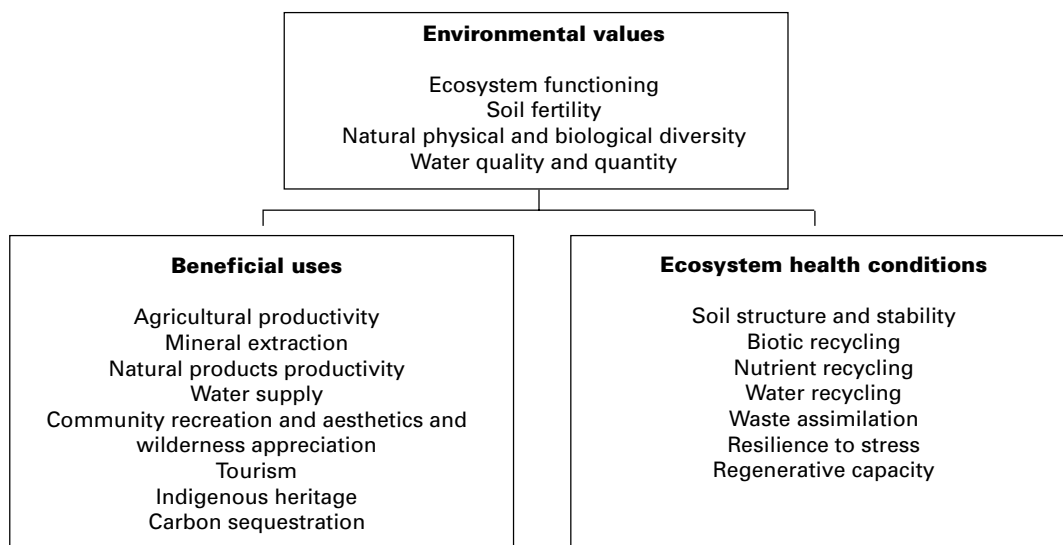 Environmental values
Ecosystem functioning
Soil fertility
Natural physical and biological diversity
Water quality and quantity
Beneficial uses
Agricultural productivity
Mineral extraction
Natural products productivity
Water supply
Community recreation and aesthetics and
wilderness appreciation
Tourism
Indigenous heritage
Carbon sequestration
Ecosystem health conditions
Soil structure and stability
Biotic recycling
Nutrient recycling
Water recycling
Waste assimilation
Resilience to stress
Regenerative capacity